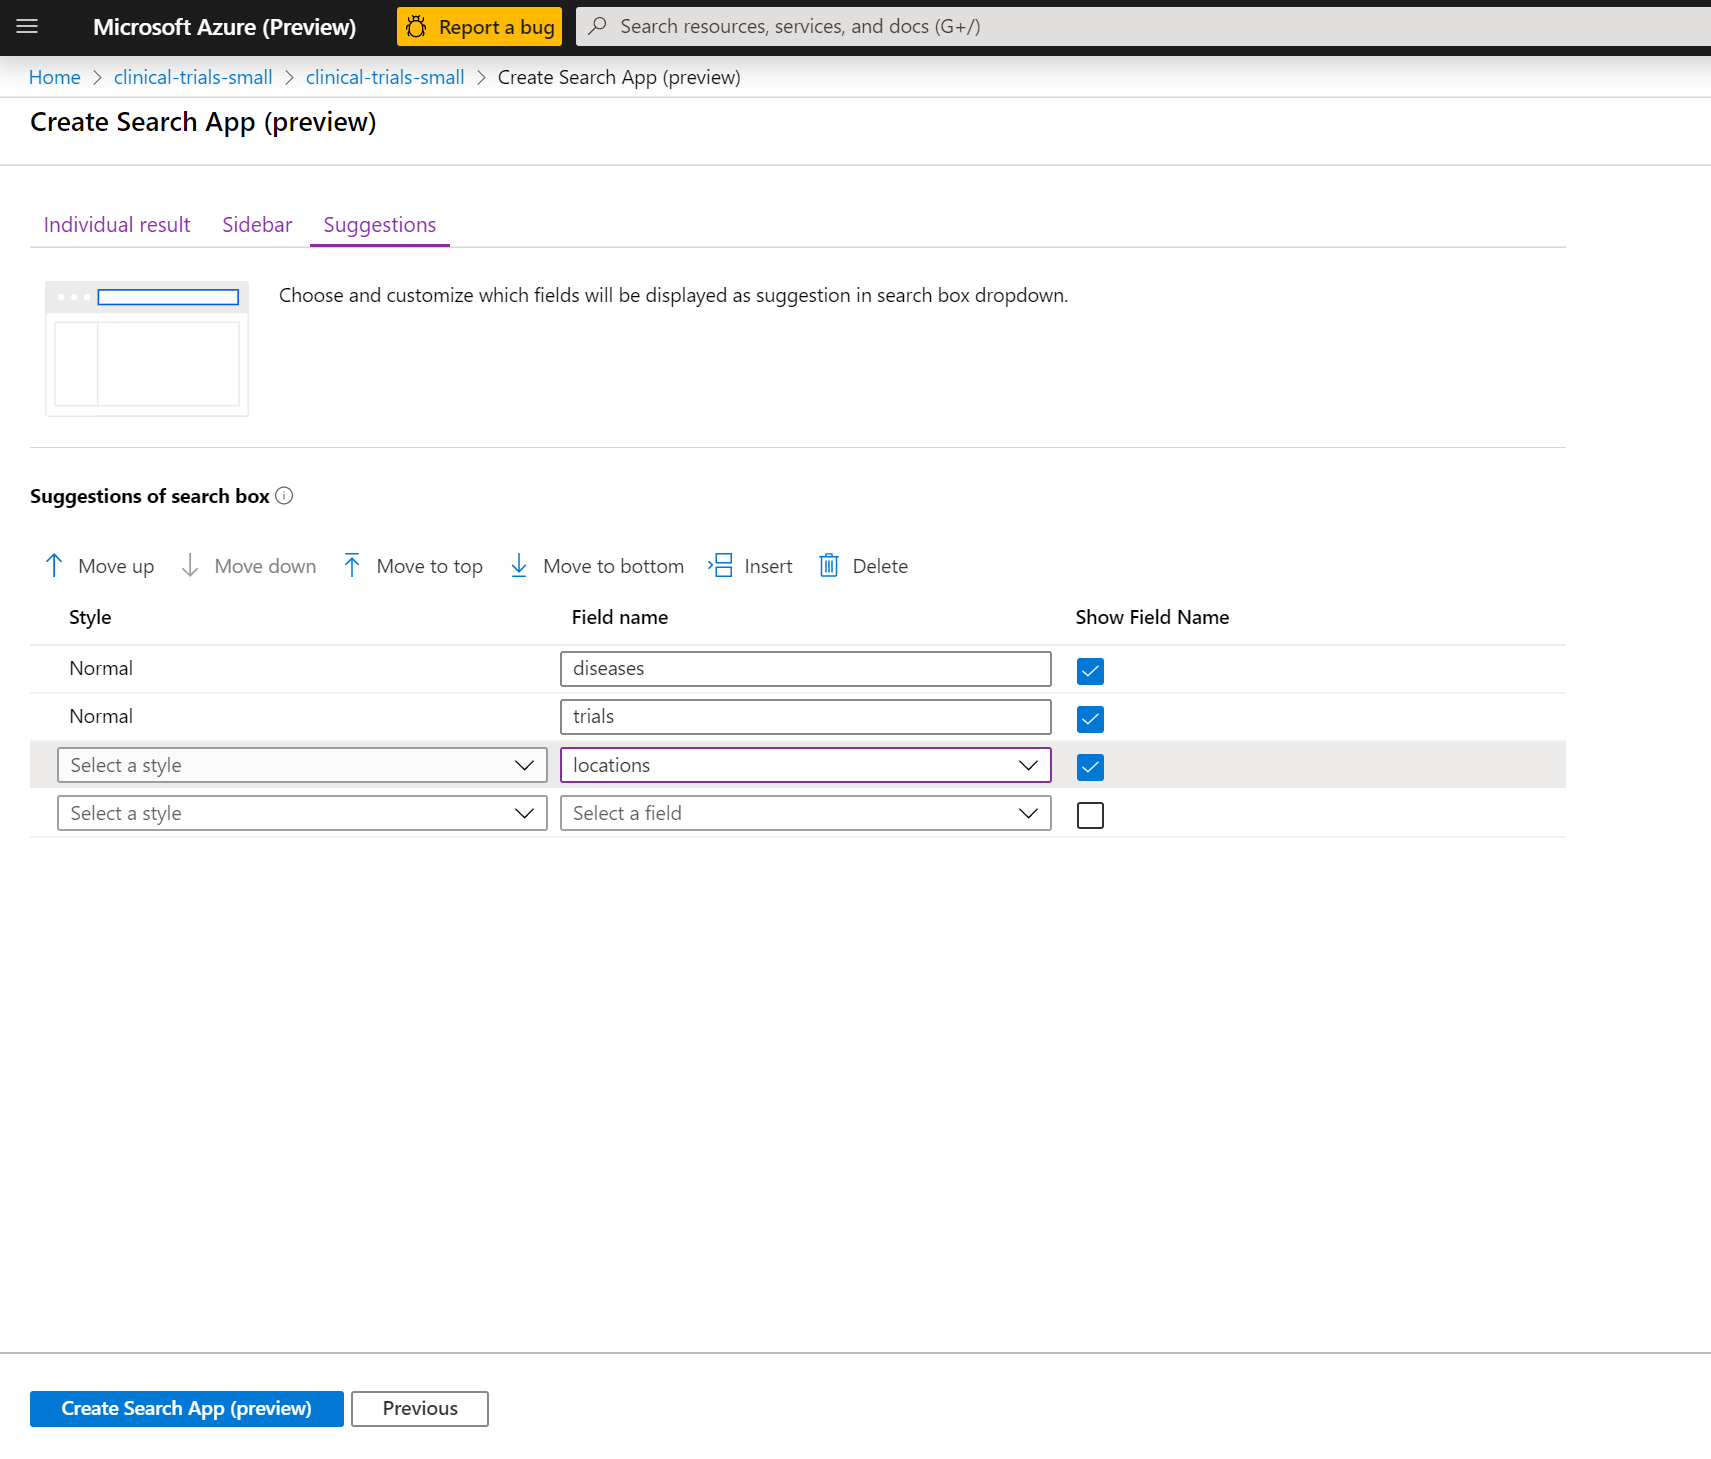 Microsoft Azure (Preview) Report a bug Search resources, services, and docs (G+/)
Home > clinical-trials-small > clinical-trials-small > Create Search App (preview)
Create Search App (preview)
Individual result Sidebar Suggestions
Choose and customize which fields will be displayed as suggestion in search box dropdown.
Suggestions of search box
Move up Move down Move to top Move to bottom Insert Delete
Style Field name Show Field Name
Normal diseases
Normal trials
Select a style locations
Select a style Select a field
Create Search App (preview) Previous